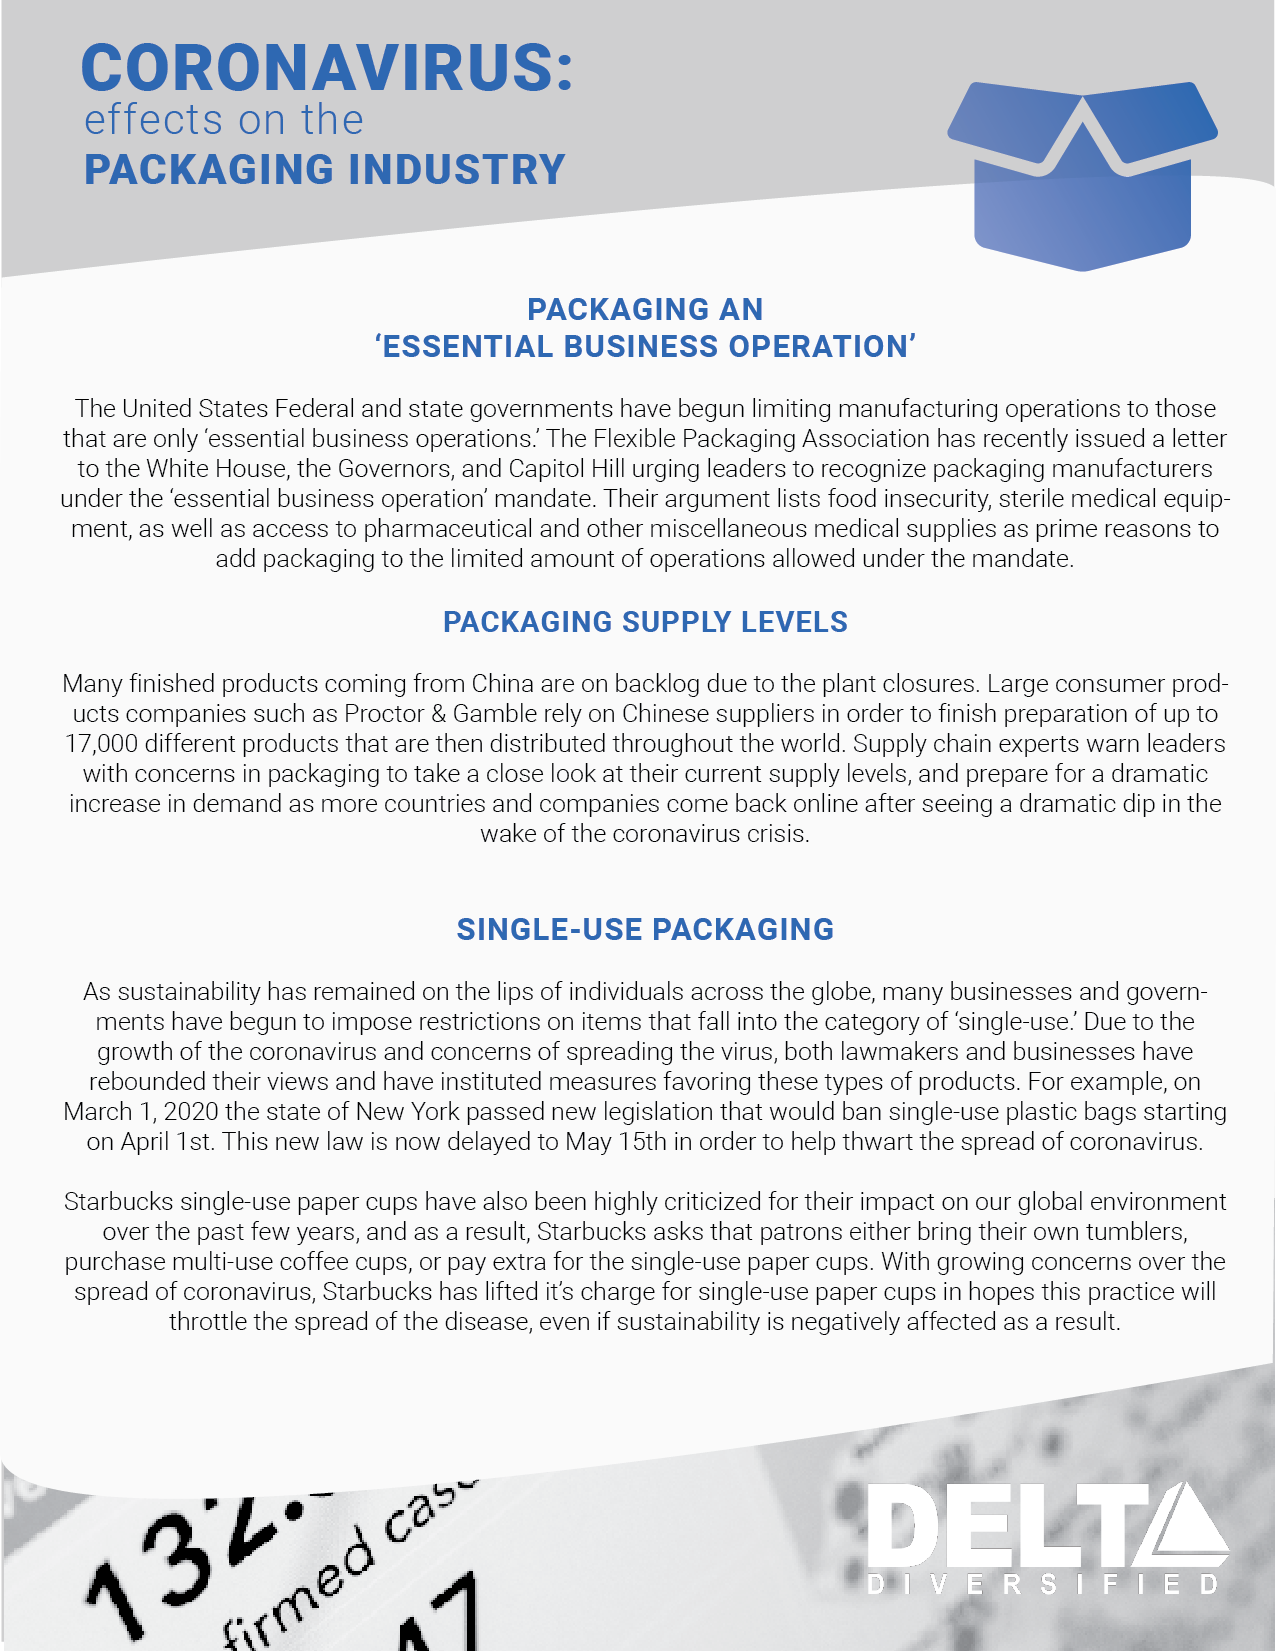 CORONAVIRUS:
effects on the
PACKAGING INDUSTRY
PACKAGING AN
‘ESSENTIAL BUSINESS OPERATION’
The United States Federal and state governments have begun limiting manufacturing operations to those
that are only ‘essential business operations.’ The Flexible Packaging Association has recently issued a letter
to the White House, the Governors, and Capitol Hill urging leaders to recognize packaging manufacturers
under the ‘essential business operation’ mandate. Their argument lists food insecurity, sterile medical equip-
ment, as well as access to pharmaceutical and other miscellaneous medical supplies as prime reasons to
add packaging to the limited amount of operations allowed under the mandate.
PACKAGING SUPPLY LEVELS
Many finished products coming from China are on backlog due to the plant closures. Large consumer prod-
ucts companies such as Proctor & Gamble rely on Chinese suppliers in order to finish preparation of up to
17,000 different products that are then distributed throughout the world. Supply chain experts warn leaders
with concerns in packaging to take a close look at their current supply levels, and prepare for a dramatic
increase in demand as more countries and companies come back online after seeing a dramatic dip in the
wake of the coronavirus crisis.
SINGLE-USE PACKAGING
As sustainability has remained on the lips of individuals across the globe, many businesses and govern-
ments have begun to impose restrictions on items that fall into the category of ‘single-use.’ Due to the
growth of the coronavirus and concerns of spreading the virus, both lawmakers and businesses have
rebounded their views and have instituted measures favoring these types of products. For example, on
March 1, 2020 the state of New York passed new legislation that would ban single-use plastic bags starting
on April 1st. This new law is now delayed to May 15th in order to help thwart the spread of coronavirus.
Starbucks single-use paper cups have also been highly criticized for their impact on our global environment
over the past few years, and as a result, Starbucks asks that patrons either bring their own tumblers,
purchase multi-use coffee cups, or pay extra for the single-use paper cups. With growing concerns over the
spread of coronavirus, Starbucks has lifted it’s charge for single-use paper cups in hopes this practice will
throttle the spread of the disease, even if sustainability is negatively affected as a result.
132.
firmed cas
47
DELTA
DIVERSIFIED